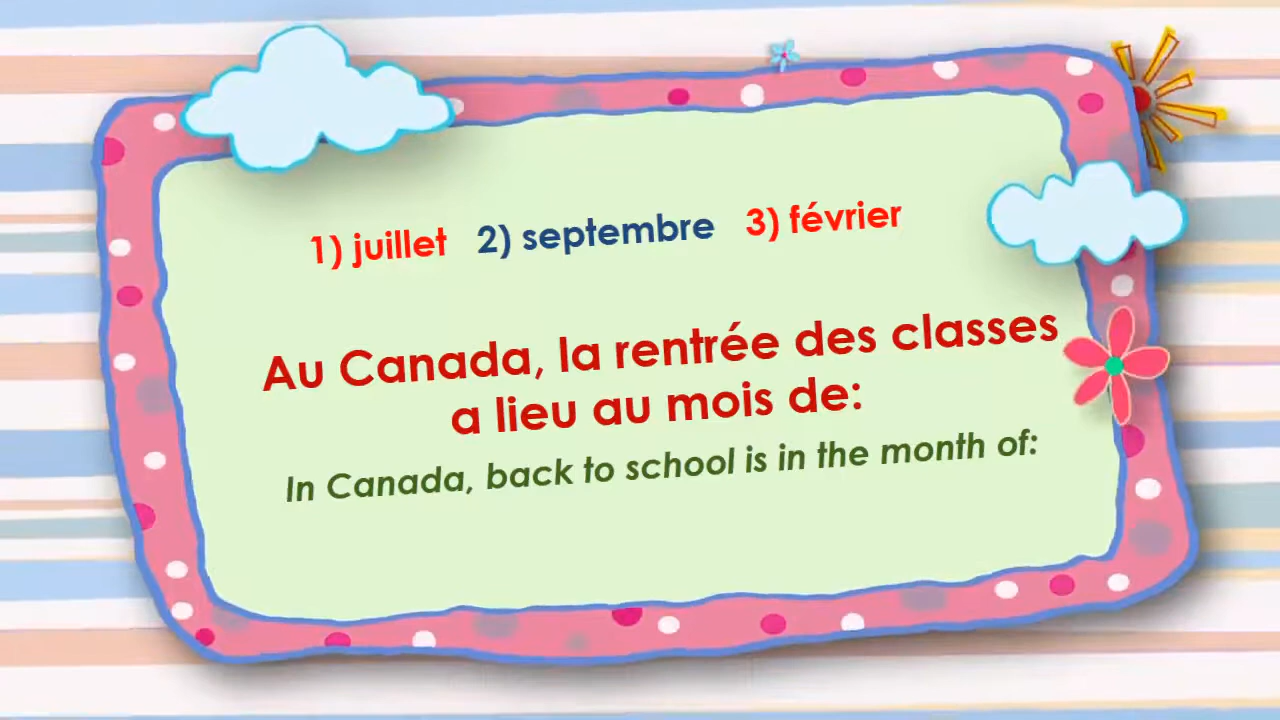 1) juillet 2) septembre 3) février
Au Canada, la rentrée des classes
a lieu au mois de:
In Canada, back to school is in the month of: